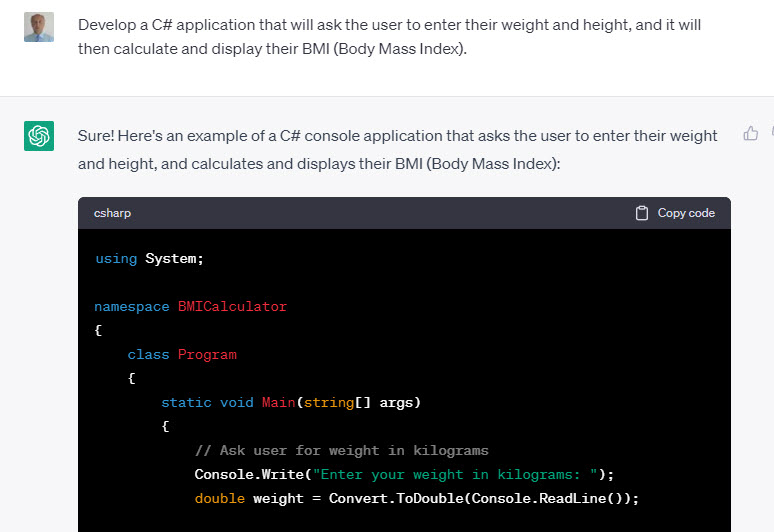 Develop a C# application that will ask the user to enter their weight and height, and it will
then calculate and display their BMI (Body Mass Index).
Sure! Here's an example of a C# console application that asks the user to enter their weight
and height, and calculates and displays their BMI (Body Mass Index):
csharp Copy code
using System;
namespace BMICalculator
{
    class Program
    {
        static void Main(string[] args)
        {
            // Ask user for weight in kilograms
            Console.Write("Enter your weight in kilograms: ");
            double weight = Convert.ToDouble(Console.ReadLine());